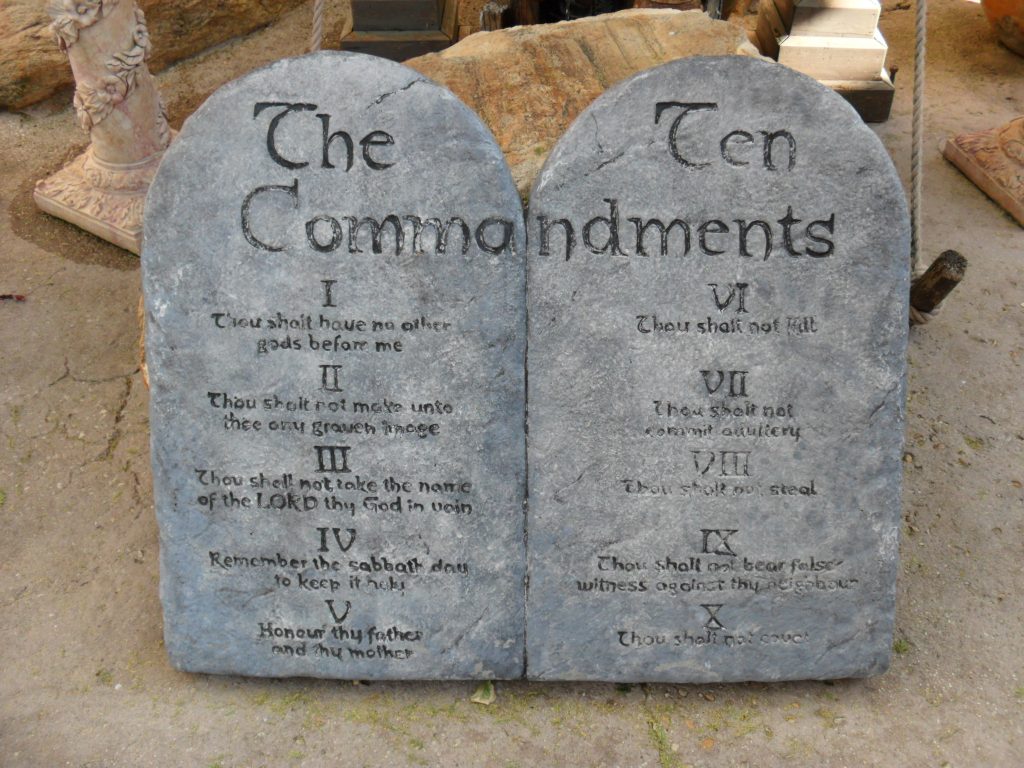 The Ten
Commandments
I
Thou shalt have no other
gods before me
II
Thou shalt not make unto
thee any graven image
III
Thou shalt not take the name
of the LORD thy God in vain
IV
Remember the sabbath day
to keep it holy
V
Honour thy father
and thy mother
VI
Thou shalt not kill
VII
Thou shalt not
commit adultery
VIII
Thou shalt not steal
IX
Thou shalt not bear false
witness against thy neighbour
X
Thou shalt not covet